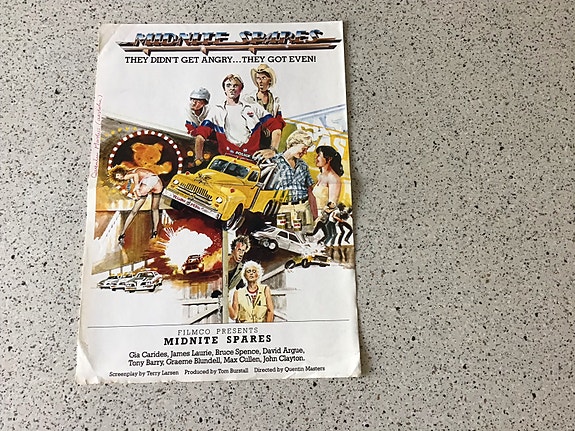 MIDNITE SPARES
THEY DIDN'T GET ANGRY...THEY GOT EVEN!
FILMCO PRESENTS
MIDNITE SPARES
Gia Carides, James Laurie, Bruce Spence, David Argue,
Tony Barry, Graeme Blundell, Max Cullen, John Clayton.
Screenplay by Terry Larsen Produced by Tom Burstall Directed by Quentin Masters